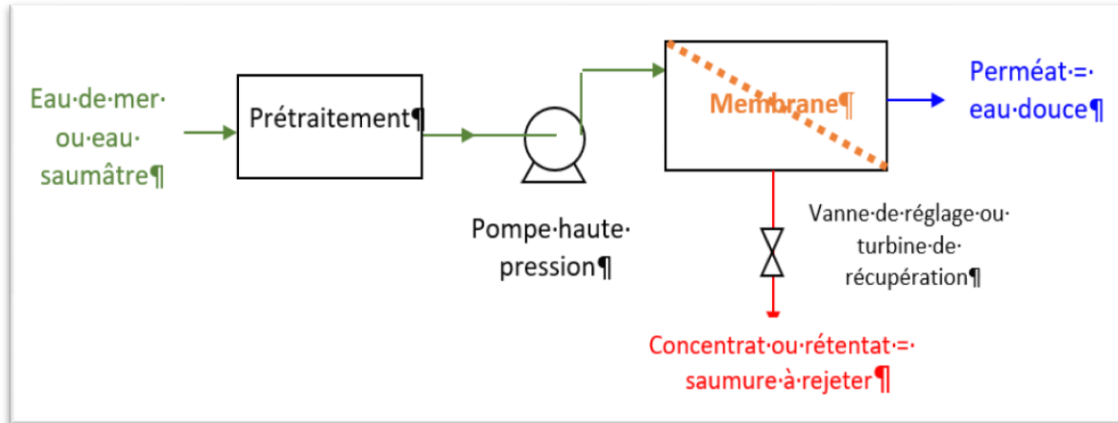 Eau·de·mer·
ou·eau·
saumâtre¶
Prétraitement¶
Pompe·haute·
pression¶
Membrane¶
Perméat·=·
eau·douce¶
Vanne·de·réglage·ou·
turbine·de·
récupération¶
Concentrat·ou·rétentat·=·
saumure·à·rejeter¶